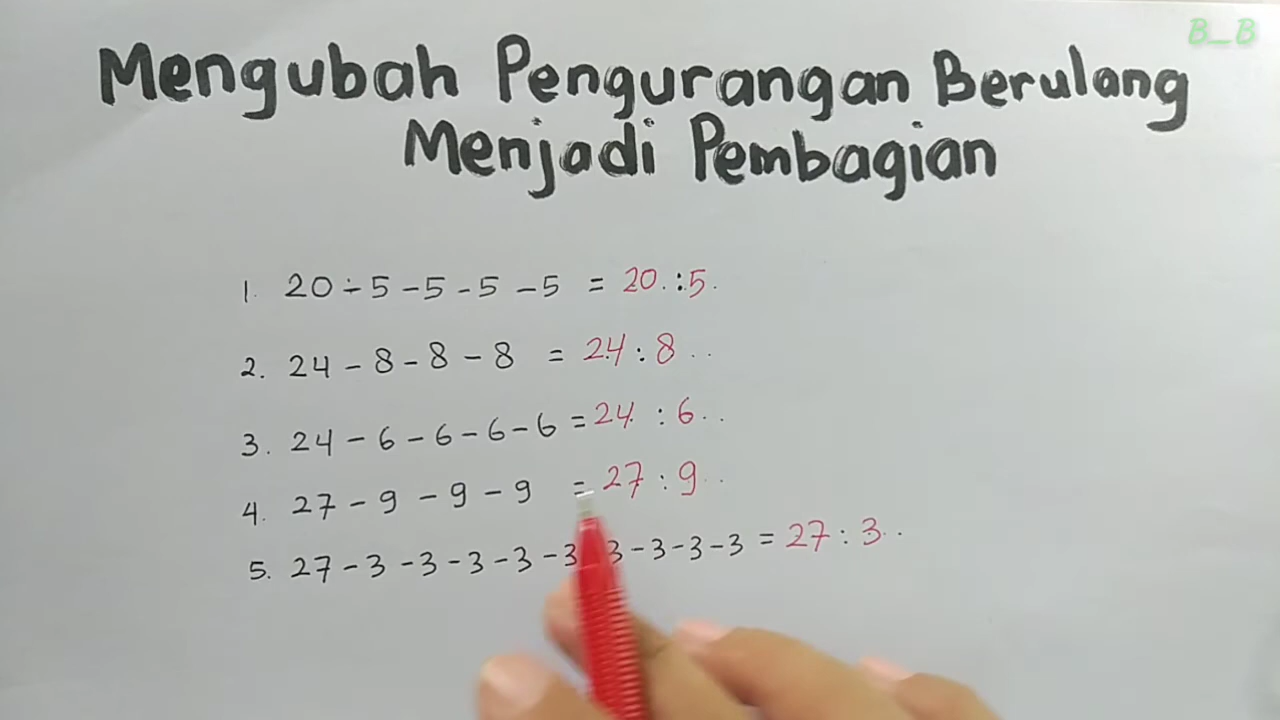 B_B
Mengubah Pengurangan Berulang
Menjadi Pembagian
1. 20 ÷ 5 - 5 - 5 - 5 = 20 : 5.
2. 24 - 8 - 8 - 8 = 24 : 8 ..
3. 24 - 6 - 6 - 6 - 6 = 24 : 6 ..
4. 27 - 9 - 9 - 9 = 27 : 9 ..
5. 27 - 3 - 3 - 3 - 3 - 3 3 - 3 - 3 - 3 = 27 : 3 ..